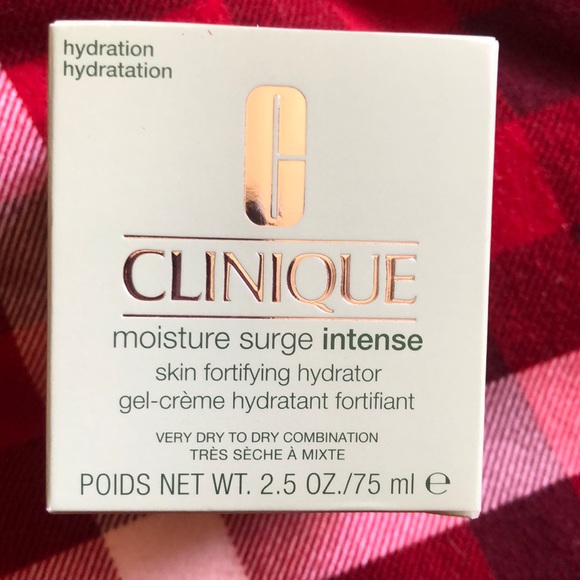 hydration
hydratation
C
CLINIQUE
moisture surge intense
skin fortifying hydrator
gel-crème hydratant fortifiant
VERY DRY TO DRY COMBINATION
TRÈS SÈCHE À MIXTE
POIDS NET WT. 2.5 OZ./75 ml ℮